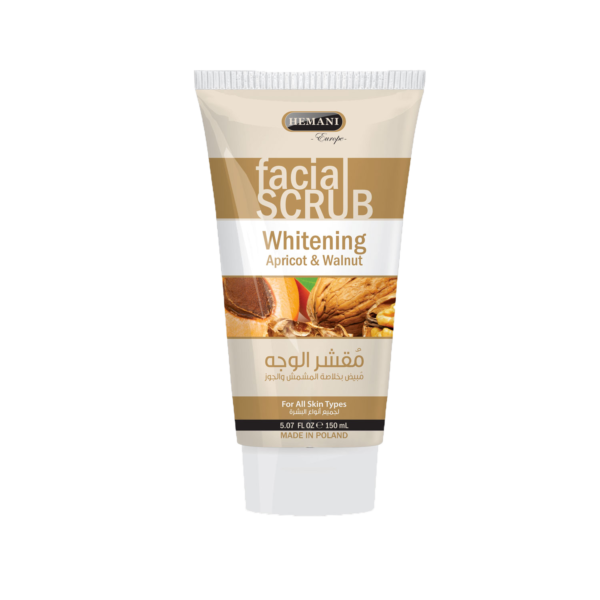 HEMANI
-Europe-
facial
SCRUB
Whitening
Apricot & Walnut
مُقشر الوجه
مُبيض بخلاصة المشمش والجوز
For All Skin Types
لجميع أنواع البشرة
5.07 FL OZ ℮ 150 mL
MADE IN POLAND